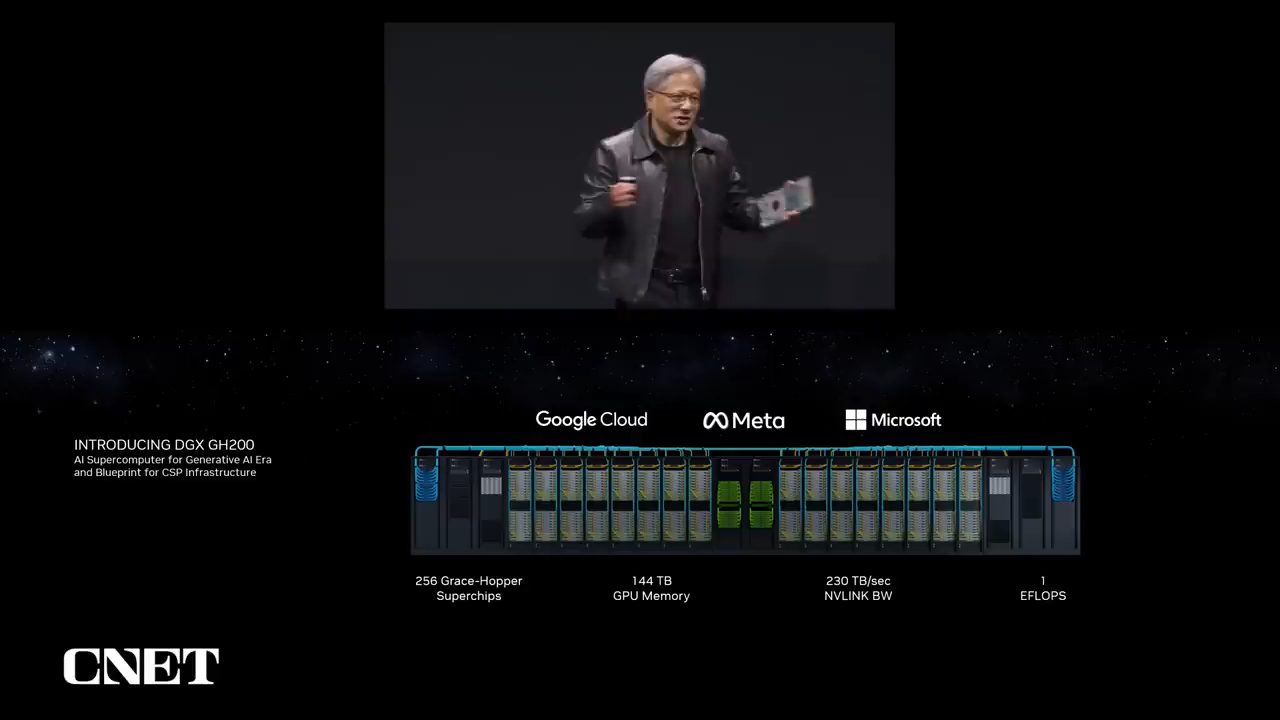 Google Cloud
Meta
Microsoft
INTRODUCING DGX GH200
AI Supercomputer for Generative AI Era
and Blueprint for CSP Infrastructure
256 Grace-Hopper
Superchips
144 TB
GPU Memory
230 TB/sec
NVLINK BW
1
EFLOPS
CNET